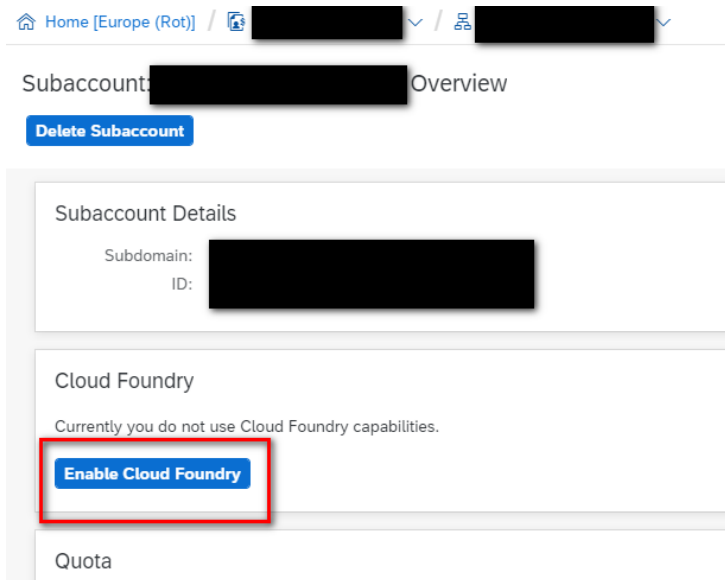 Home [Europe (Rot)] / /
Subaccount: Overview
Delete Subaccount
Subaccount Details
Subdomain:
ID:
Cloud Foundry
Currently you do not use Cloud Foundry capabilities.
Enable Cloud Foundry
Quota